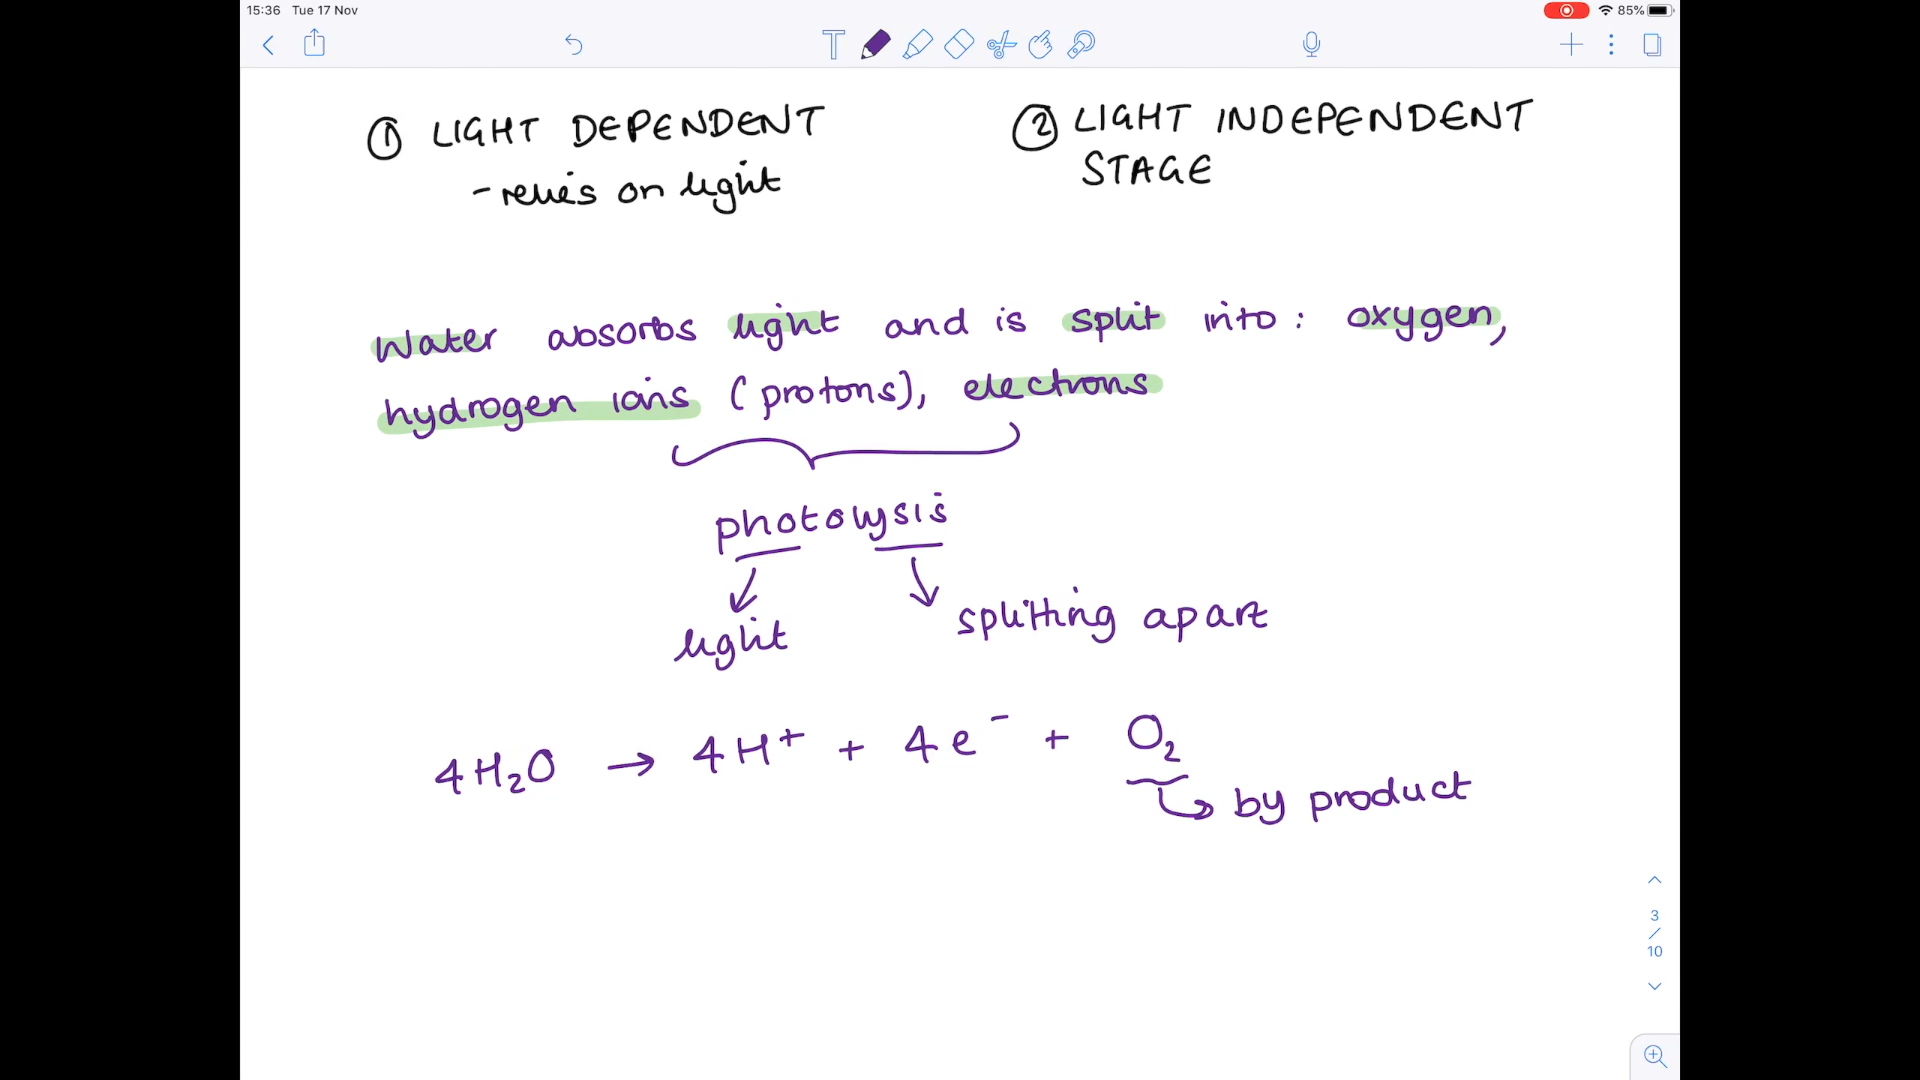 15:36 Tue 17 Nov
85%
① LIGHT DEPENDENT
- relies on light
② LIGHT INDEPENDENT
STAGE
Water absorbs light and is split into: oxygen,
hydrogen ions (protons), electrons
photolysis
light
splitting apart
4H₂O → 4H⁺ + 4e⁻ + O₂
by product
3
/
10